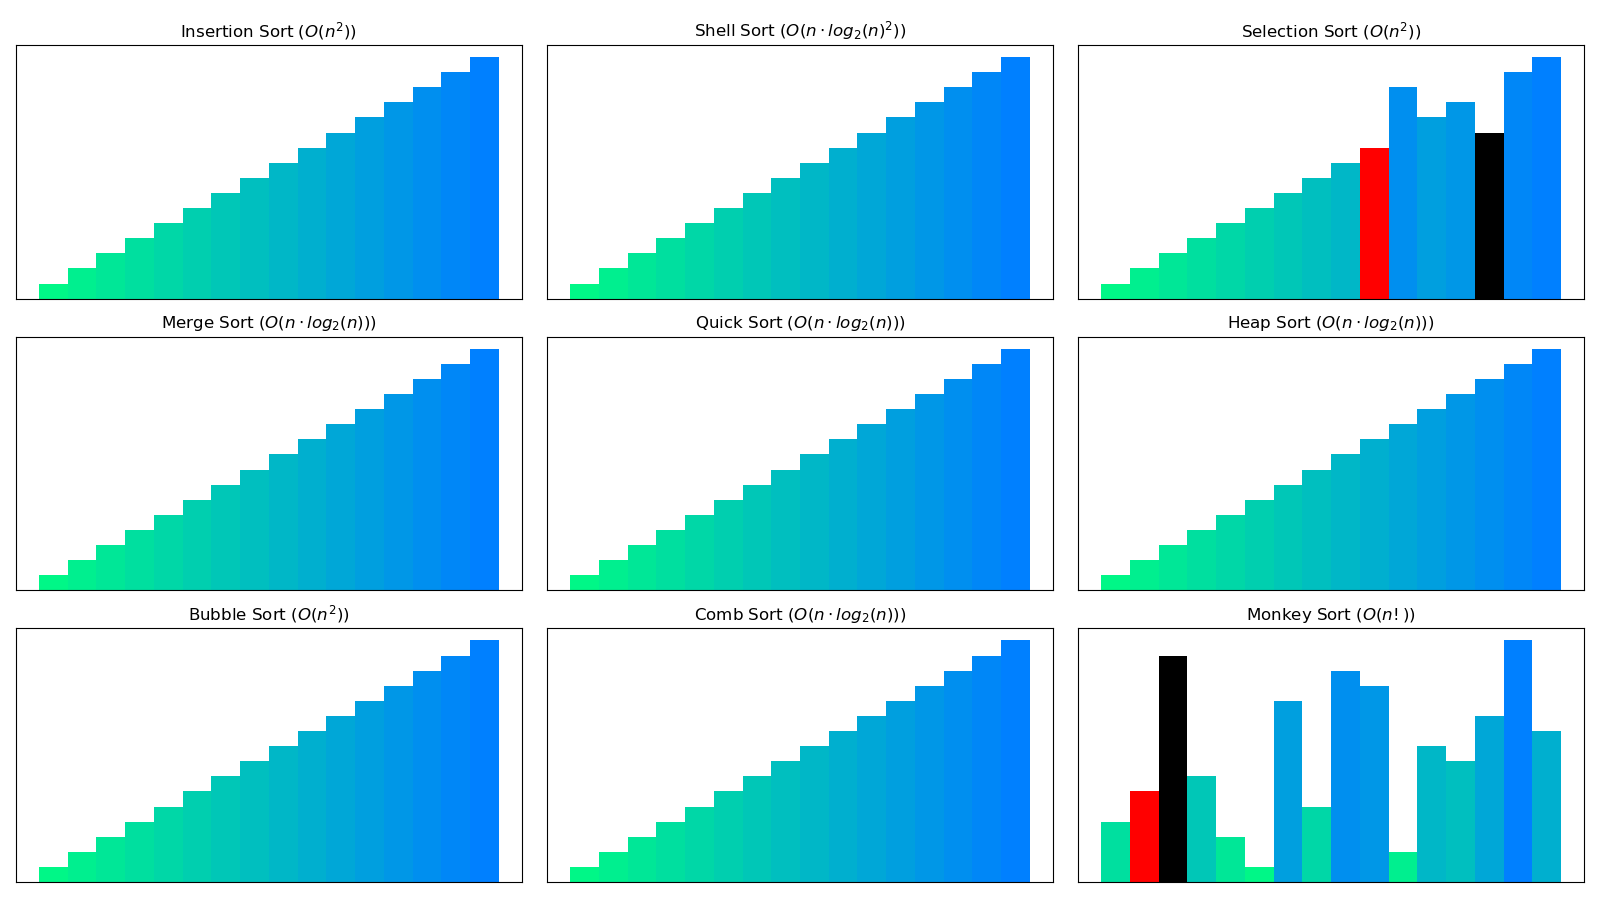 Insertion Sort (O(n²))
Shell Sort (O(n · log₂(n)²))
Selection Sort (O(n²))
Merge Sort (O(n · log₂(n)))
Quick Sort (O(n · log₂(n)))
Heap Sort (O(n · log₂(n)))
Bubble Sort (O(n²))
Comb Sort (O(n · log₂(n)))
Monkey Sort (O(n!))